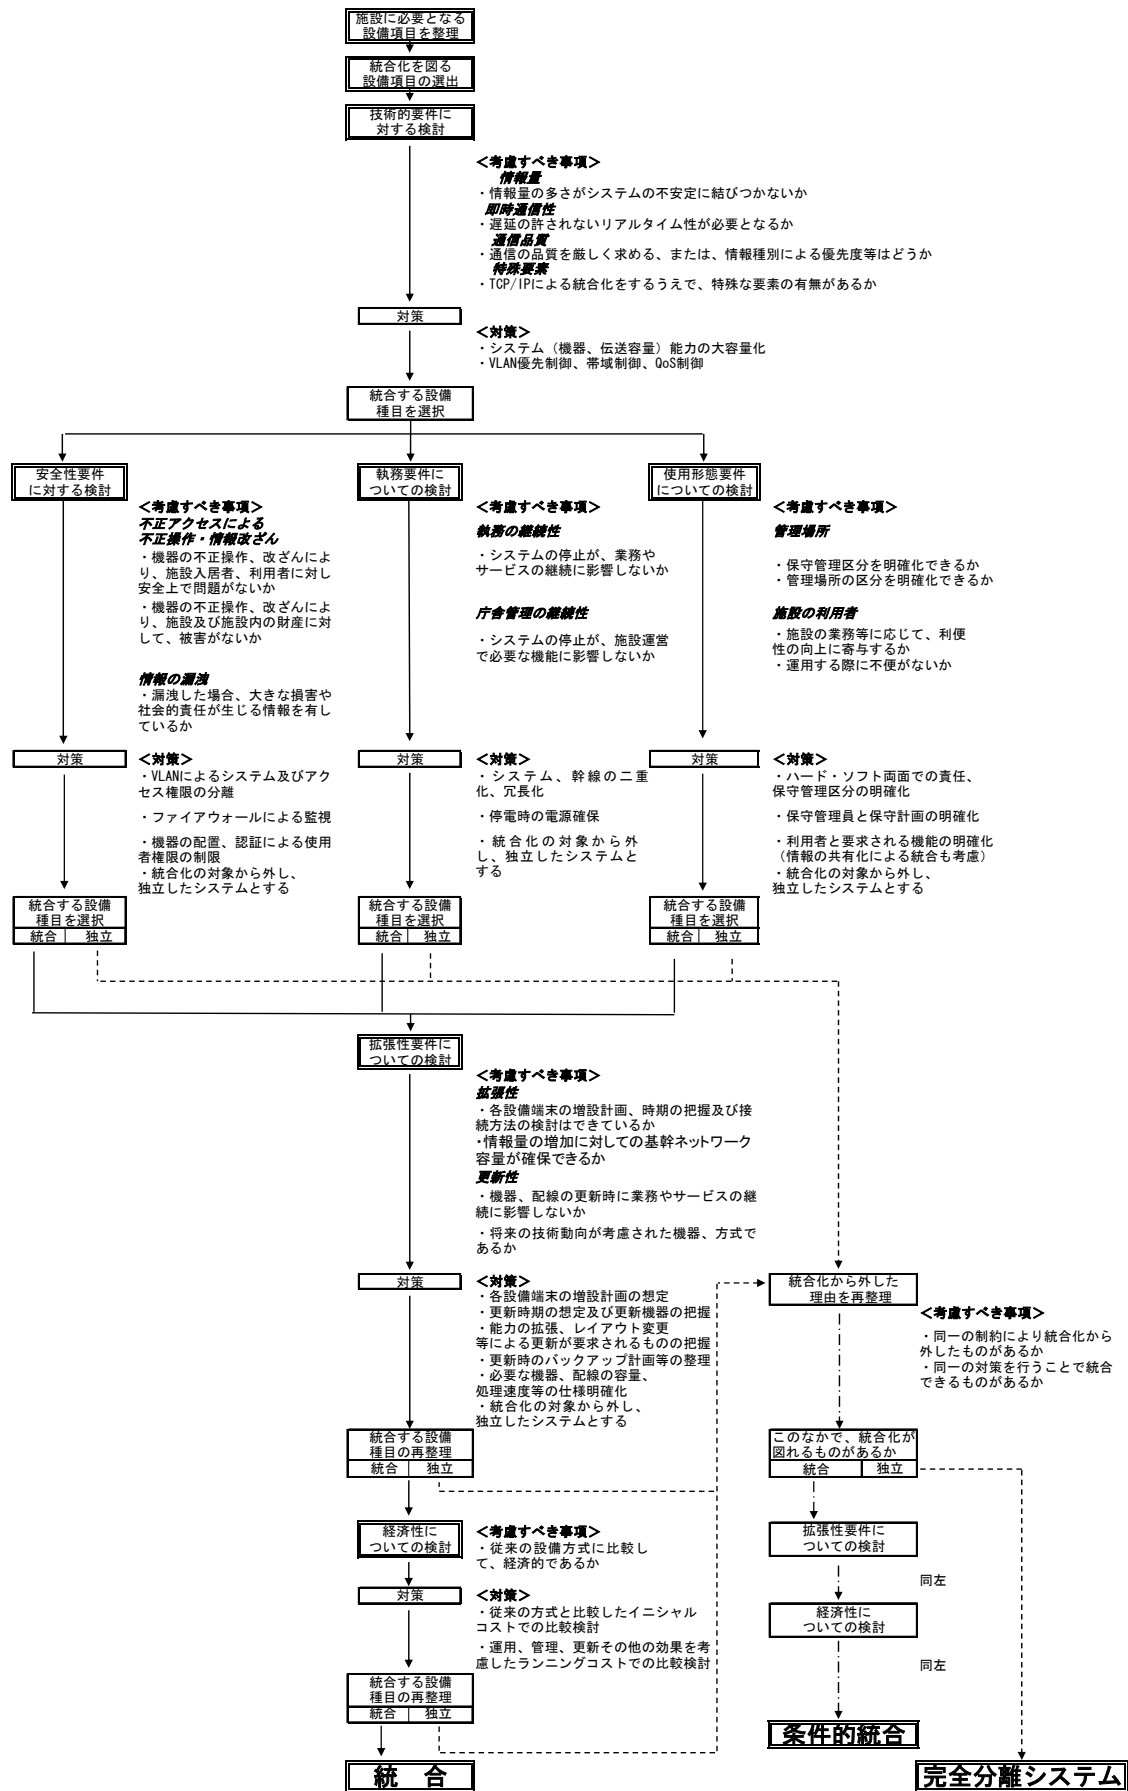 施設に必要となる
設備項目を整理
統合化を図る
設備項目の選出
技術的要件に
対する検討
＜考慮すべき事項＞
情報量
・情報量の多さがシステムの不安定に結びつかないか
即時通信性
・遅延の許されないリアルタイム性が必要となるか
通信品質
・通信の品質を厳しく求める、または、情報種別による優先度等はどうか
特殊要素
・TCP/IPによる統合化をするうえで、特殊な要素の有無があるか
対策
＜対策＞
・システム（機器、伝送容量）能力の大容量化
・VLAN優先制御、帯域制御、QoS制御
統合する設備
種目を選択
安全性要件
に対する検討
＜考慮すべき事項＞
不正アクセスによる
不正操作・情報改ざん
・機器の不正操作、改ざんによ
り、施設入居者、利用者に対し
安全上で問題がないか
・機器の不正操作、改ざんによ
り、施設及び施設内の財産に対
して、被害がないか
情報の漏洩
・漏洩した場合、大きな損害や
社会的責任が生じる情報を有し
ているか
対策
＜対策＞
・VLANによるシステム及びアク
セス権限の分離
・ファイアウォールによる監視
・機器の配置、認証による使用
者権限の制限
・統合化の対象から外し、
独立したシステムとする
統合する設備
種目を選択
統合 独立
執務要件に
ついての検討
＜考慮すべき事項＞
執務の継続性
・システムの停止が、業務や
サービスの継続に影響しないか
庁舎管理の継続性
・システムの停止が、施設運営
で必要な機能に影響しないか
対策
＜対策＞
・システム、幹線の二重
化、冗長化
・停電時の電源確保
・統合化の対象から外
し、独立したシステムと
する
統合する設備
種目を選択
統合 独立
使用形態要件
についての検討
＜考慮すべき事項＞
管理場所
・保守管理区分を明確化できるか
・管理場所の区分を明確化できるか
施設の利用者
・施設の業務等に応じて、利便
性の向上に寄与するか
・運用する際に不便がないか
対策
＜対策＞
・ハード・ソフト両面での責任、
保守管理区分の明確化
・保守管理員と保守計画の明確化
・利用者と要求される機能の明確化
（情報の共有化による統合も考慮）
・統合化の対象から外し、
独立したシステムとする
統合する設備
種目を選択
統合 独立
拡張性要件に
ついての検討
＜考慮すべき事項＞
拡張性
・各設備端末の増設計画、時期の把握及び接
続方法の検討はできているか
・情報量の増加に対しての基幹ネットワーク
容量が確保できるか
更新性
・機器、配線の更新時に業務やサービスの継
続に影響しないか
・将来の技術動向が考慮された機器、方式で
あるか
対策
＜対策＞
・各設備端末の増設計画の想定
・更新時期の想定及び更新機器の把握
・能力の拡張、レイアウト変更
等による更新が要求されるものの把握
・更新時のバックアップ計画等の整理
・必要な機器、配線の容量、
処理速度等の仕様明確化
・統合化の対象から外し、
独立したシステムとする
統合する設備
種目の再整理
統合 独立
経済性に
ついての検討
＜考慮すべき事項＞
・従来の設備方式に比較し
て、経済的であるか
対策
＜対策＞
・従来の方式と比較したイニシャル
コストでの比較検討
・運用、管理、更新その他の効果を考
慮したランニングコストでの比較検討
統合する設備
種目の再整理
統合 独立
統　合
統合化から外した
理由を再整理
＜考慮すべき事項＞
・同一の制約により統合化から
外したものがあるか
・同一の対策を行うことで統合
できるものがあるか
このなかで、統合化が
図れるものがあるか
統合 独立
拡張性要件に
ついての検討
同左
経済性に
ついての検討
同左
条件的統合
完全分離システム